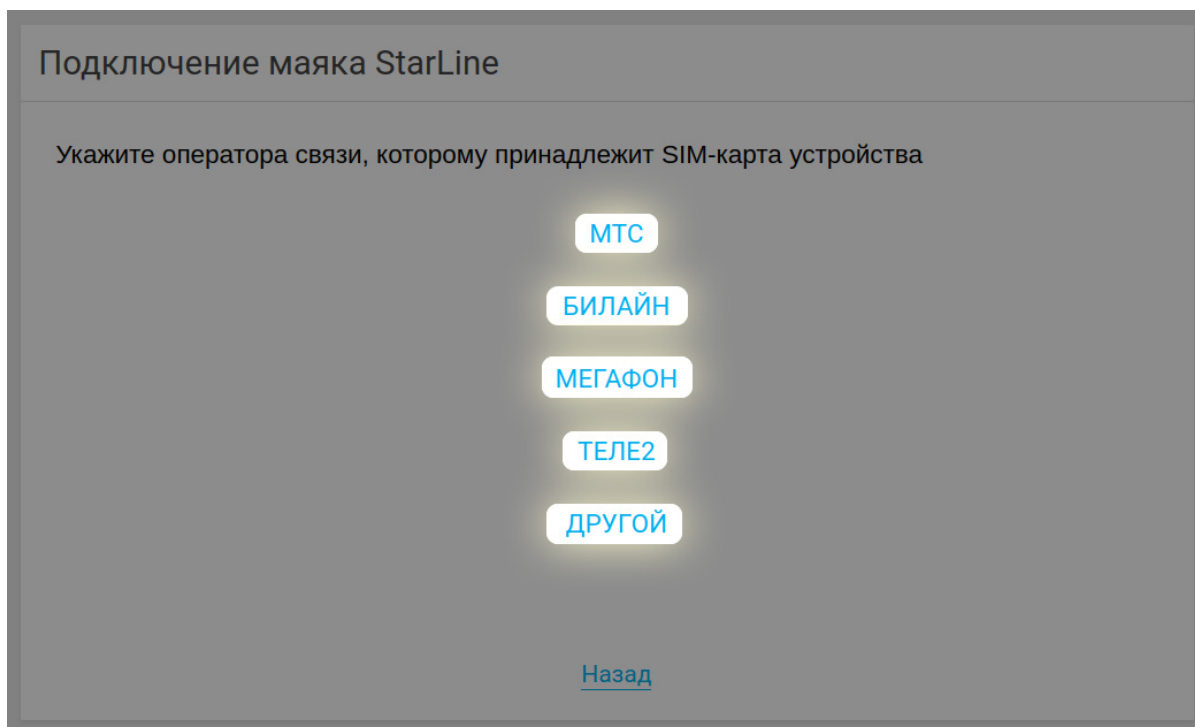 Подключение маяка StarLine
Укажите оператора связи, которому принадлежит SIM-карта устройства
МТС
БИЛАЙН
МЕГАФОН
ТЕЛЕ2
ДРУГОЙ
Назад